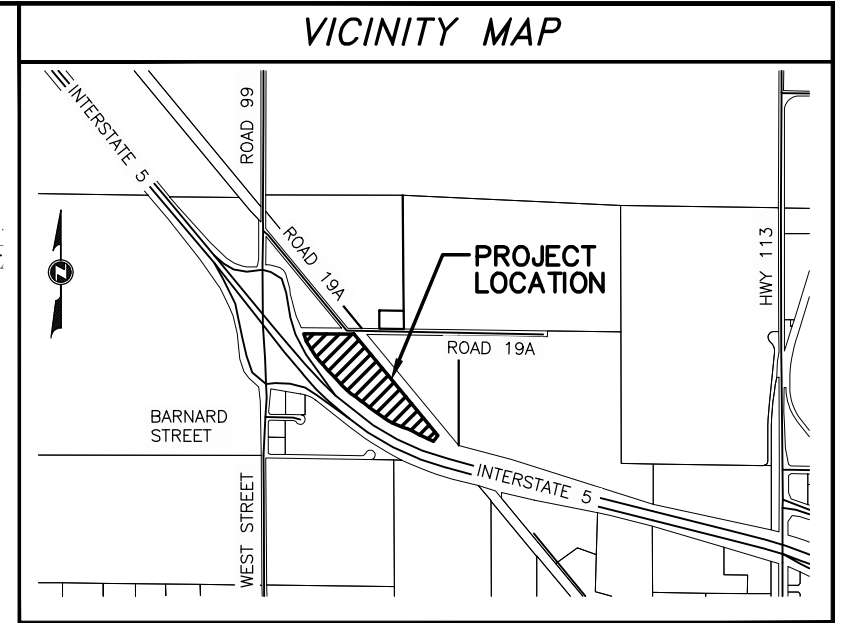 VICINITY MAP
INTERSTATE 5
ROAD 99
ROAD 19A
PROJECT
LOCATION
HWY 113
ROAD 19A
BARNARD
STREET
WEST STREET
INTERSTATE 5